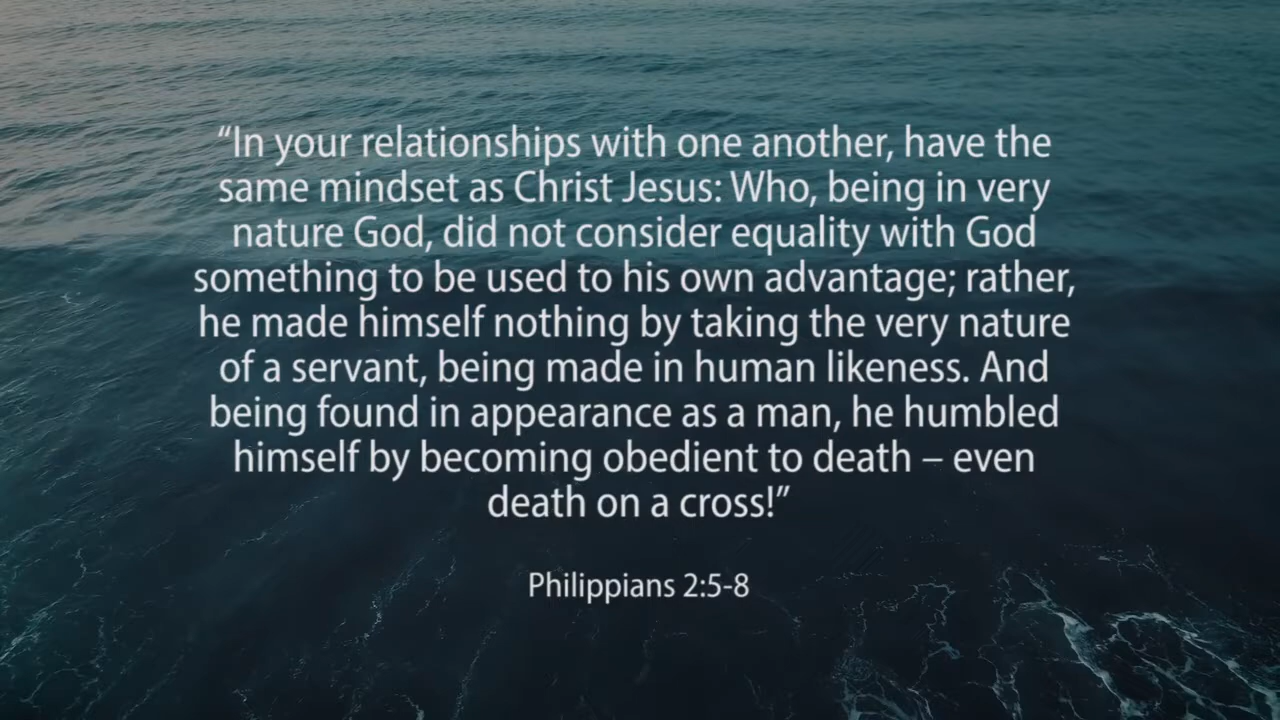 “In your relationships with one another, have the
same mindset as Christ Jesus: Who, being in very
nature God, did not consider equality with God
something to be used to his own advantage; rather,
he made himself nothing by taking the very nature
of a servant, being made in human likeness. And
being found in appearance as a man, he humbled
himself by becoming obedient to death – even
death on a cross!”
Philippians 2:5-8